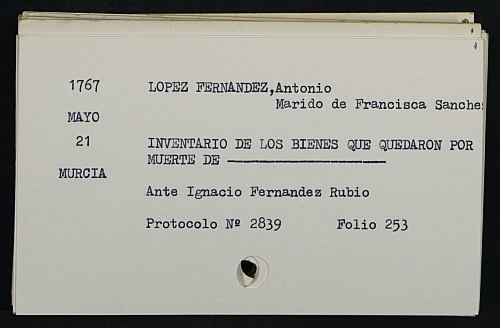 1767 LOPEZ FERNANDEZ,Antonio
Marido de Francisca Sanche
MAYO
21 INVENTARIO DE LOS BIENES QUE QUEDARON POR
MUERTE DE --------------------
MURCIA
Ante Ignacio Fernandez Rubio
Protocolo Nº 2839 Folio 253